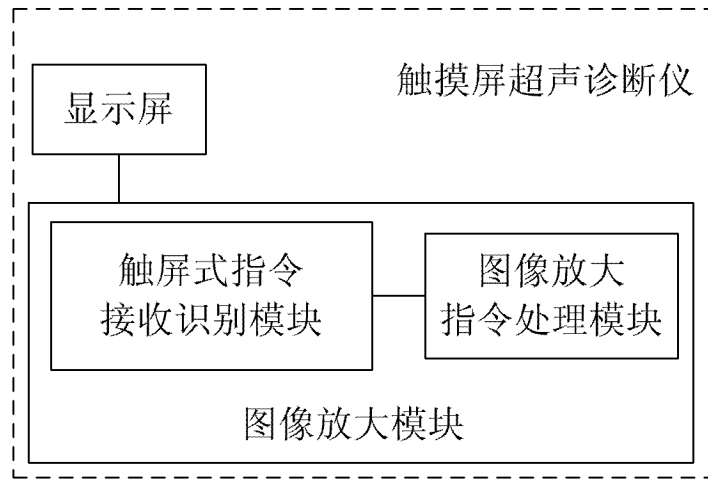 触摸屏超声诊断仪
显示屏
触屏式指令
接收识别模块
图像放大
指令处理模块
图像放大模块